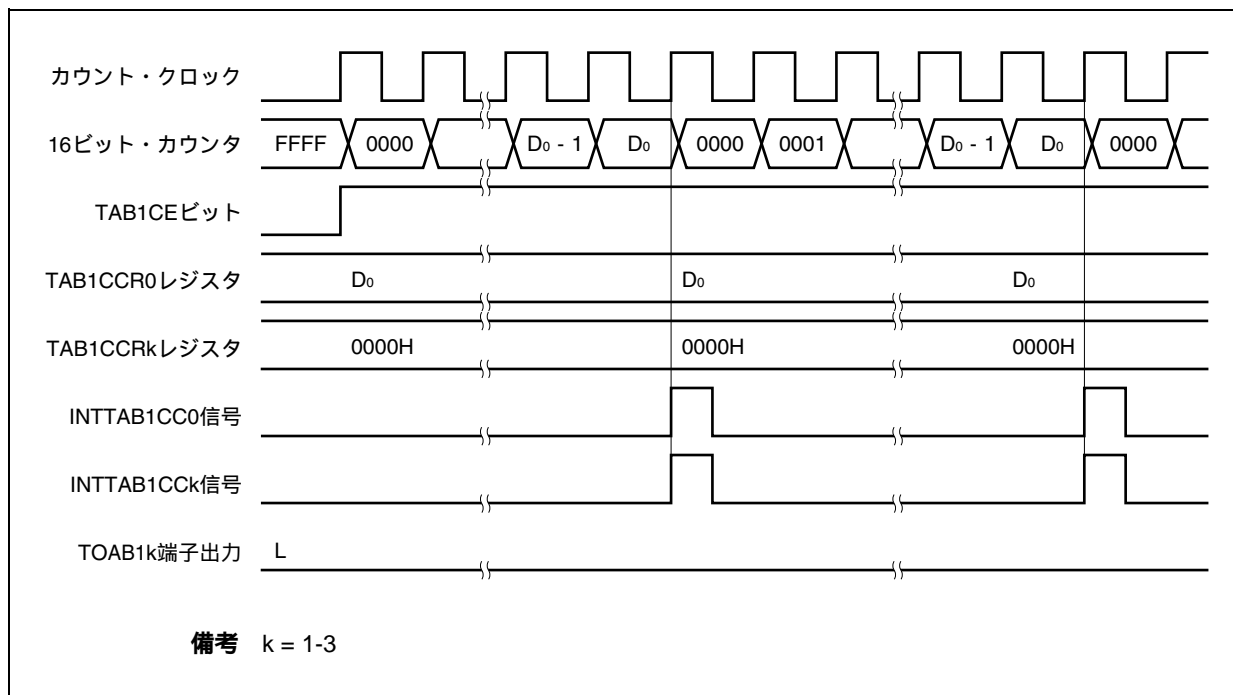 カウント・クロック
16ビット・カウンタ FFFF 0000 D₀ - 1 D₀ 0000 0001 D₀ - 1 D₀ 0000
TAB1CEビット
TAB1CCR0レジスタ D₀ D₀ D₀
TAB1CCRkレジスタ 0000H 0000H 0000H
INTTAB1CC0信号
INTTAB1CCk信号
TOAB1k端子出力 L
備考 k = 1-3